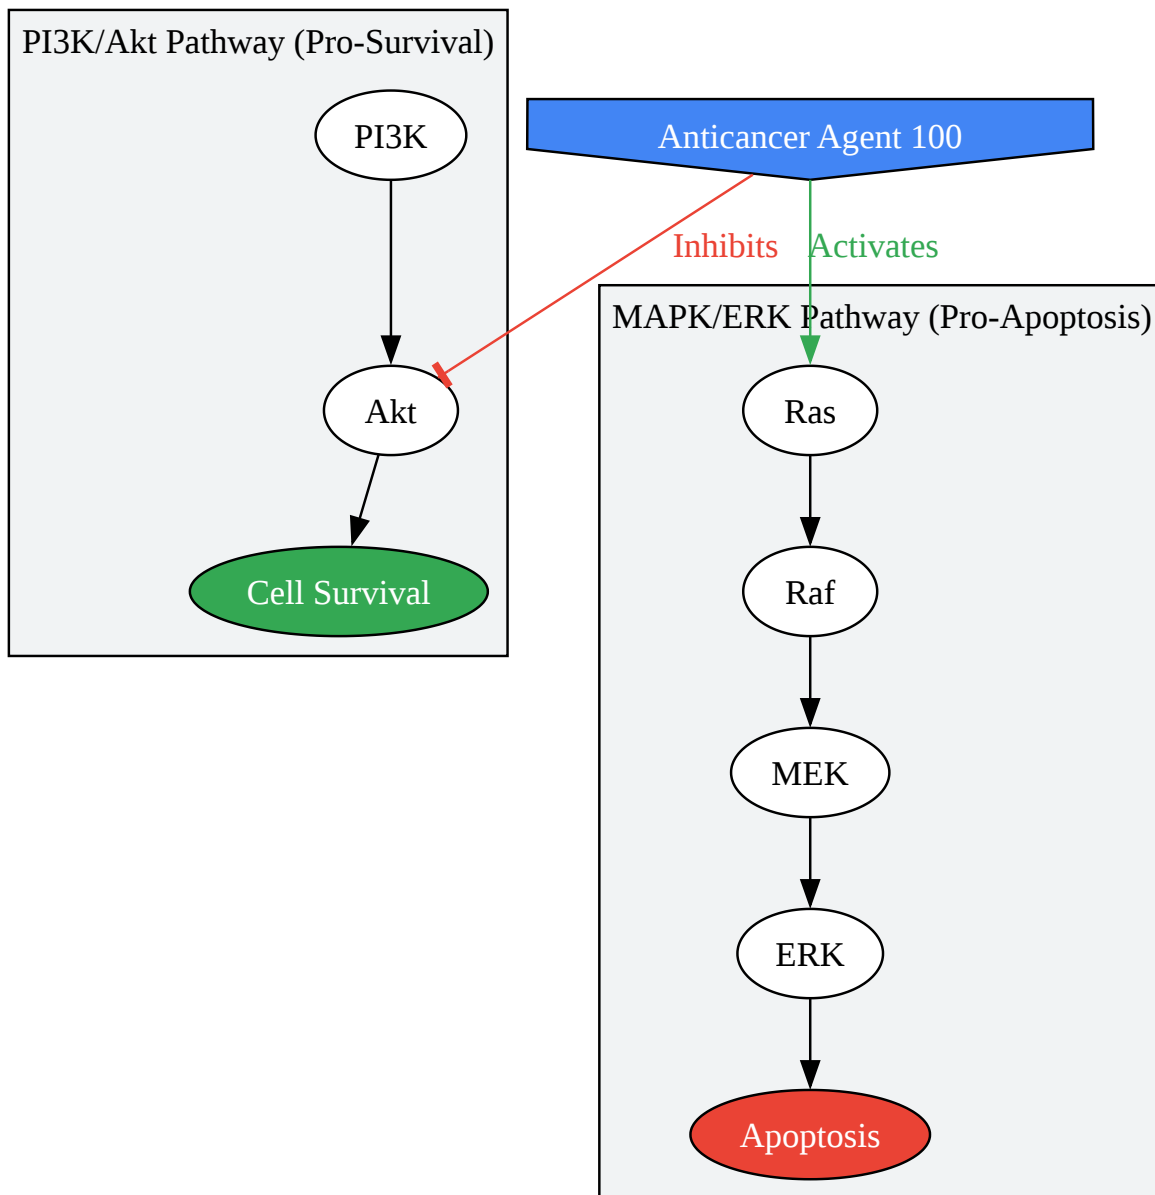 PI3K/Akt Pathway (Pro-Survival)
PI3K
Anticancer Agent 100
Inhibits
Activates
MAPK/ERK Pathway (Pro-Apoptosis)
Akt
Ras
Cell Survival
Raf
MEK
ERK
Apoptosis